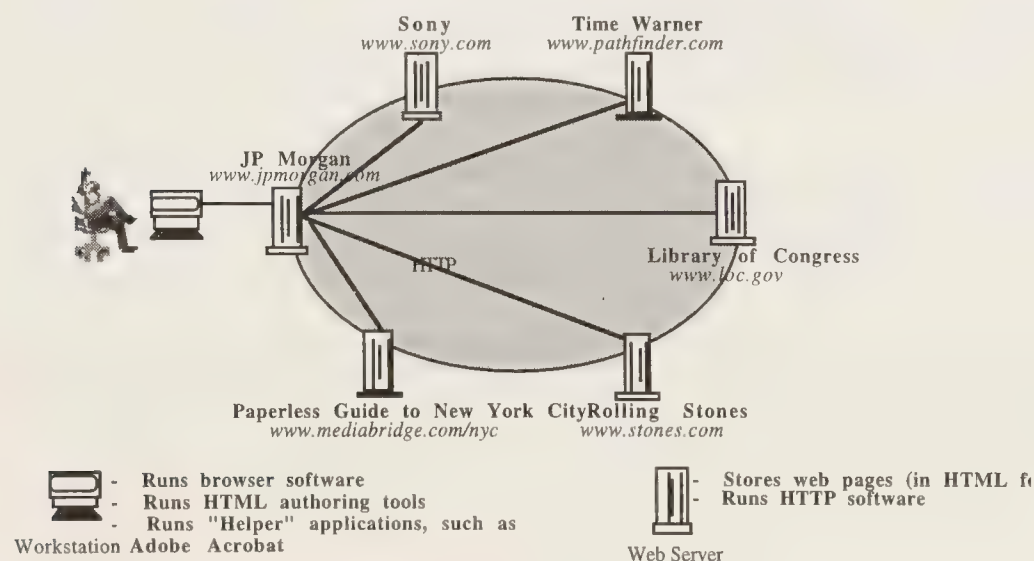 Sony
www.sony.com
Time Warner
www.pathfinder.com
JP Morgan
www.jpmorgan.com
Library of Congress
www.loc.gov
HTTP
Paperless Guide to New York City
www.mediabridge.com/nyc
Rolling Stones
www.stones.com
- Runs browser software
- Runs HTML authoring tools
- Runs "Helper" applications, such as
Workstation Adobe Acrobat
- Stores web pages (in HTML
- Runs HTTP software
Web Server